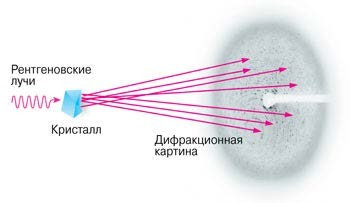 Рентгеновские
лучи
Кристалл
Дифракционная
картина